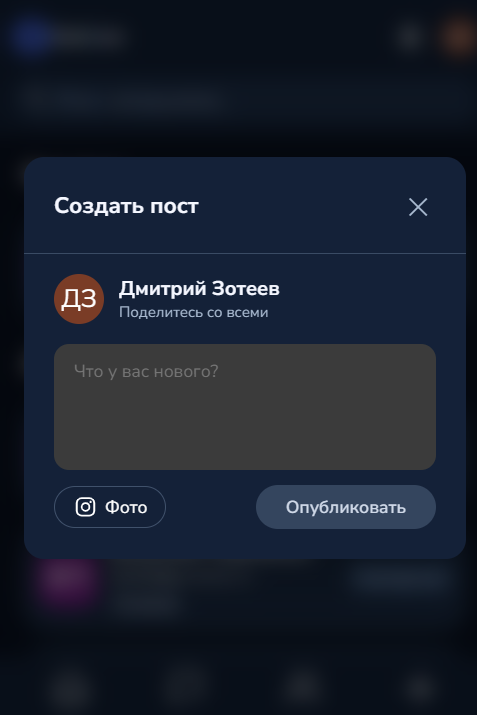 Создать пост
ДЗ
Дмитрий Зотеев
Поделитесь со всеми
Что у вас нового?
Фото
Опубликовать